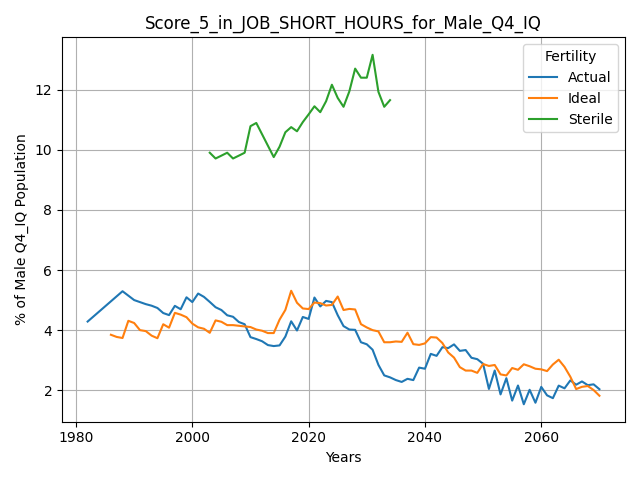 Score_5_in_JOB_SHORT_HOURS_for_Male_Q4_IQ
% of Male Q4_IQ Population
12
10
8
6
4
2
Fertility
Actual
Ideal
Sterile
1980
2000
2020
2040
2060
Years